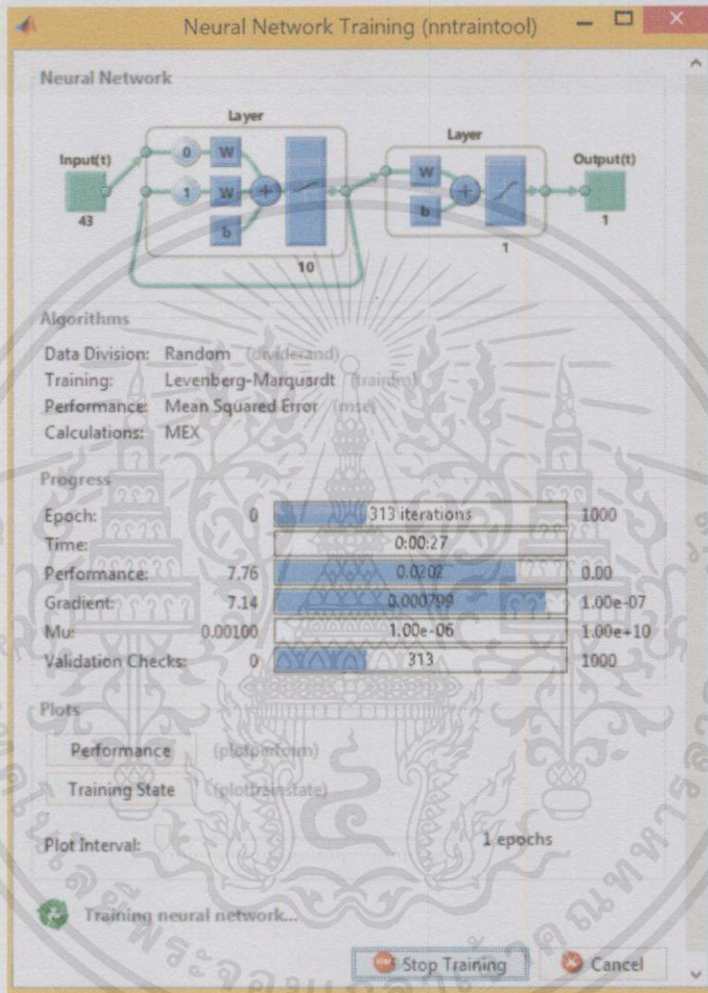 Neural Network Training (nntraintool)
Neural Network
Layer
Layer
Input(t)
Output(t)
0 W
1 W
b
W
b
43
10
1
1
Algorithms
Data Division: Random (dividerand)
Training: Levenberg-Marquardt (trainlm)
Performance: Mean Squared Error (mse)
Calculations: MEX
Progress
Epoch: 0 313 iterations 1000
Time: 0:00:27
Performance: 7.76 0.0202 0.00
Gradient: 7.14 0.000799 1.00e-07
Mu: 0.00100 1.00e-06 1.00e+10
Validation Checks: 0 313 1000
Plots
Performance (plotperform)
Training State (plottrainstate)
Plot Interval: 1 epochs
Training neural network...
Stop Training Cancel